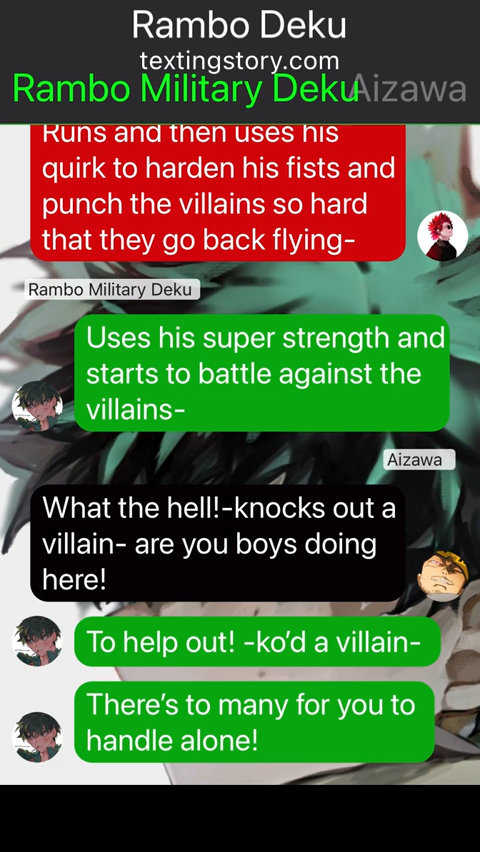 Rambo Deku
textingstory.com
Rambo Military Deku Aizawa
Runs and then uses his
quirk to harden his fists and
punch the villains so hard
that they go back flying-
Rambo Military Deku
Uses his super strength and
starts to battle against the
villains-
Aizawa
What the hell!-knocks out a
villain- are you boys doing
here!
To help out! -ko’d a villain-
There’s to many for you to
handle alone!